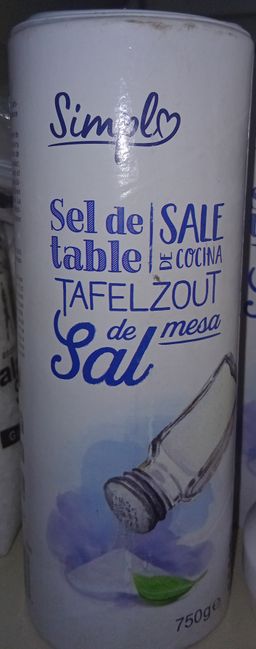 Simpl
Sel de
table
SALE
DE COCINA
TAFELZOUT
Sal de mesa
750g e